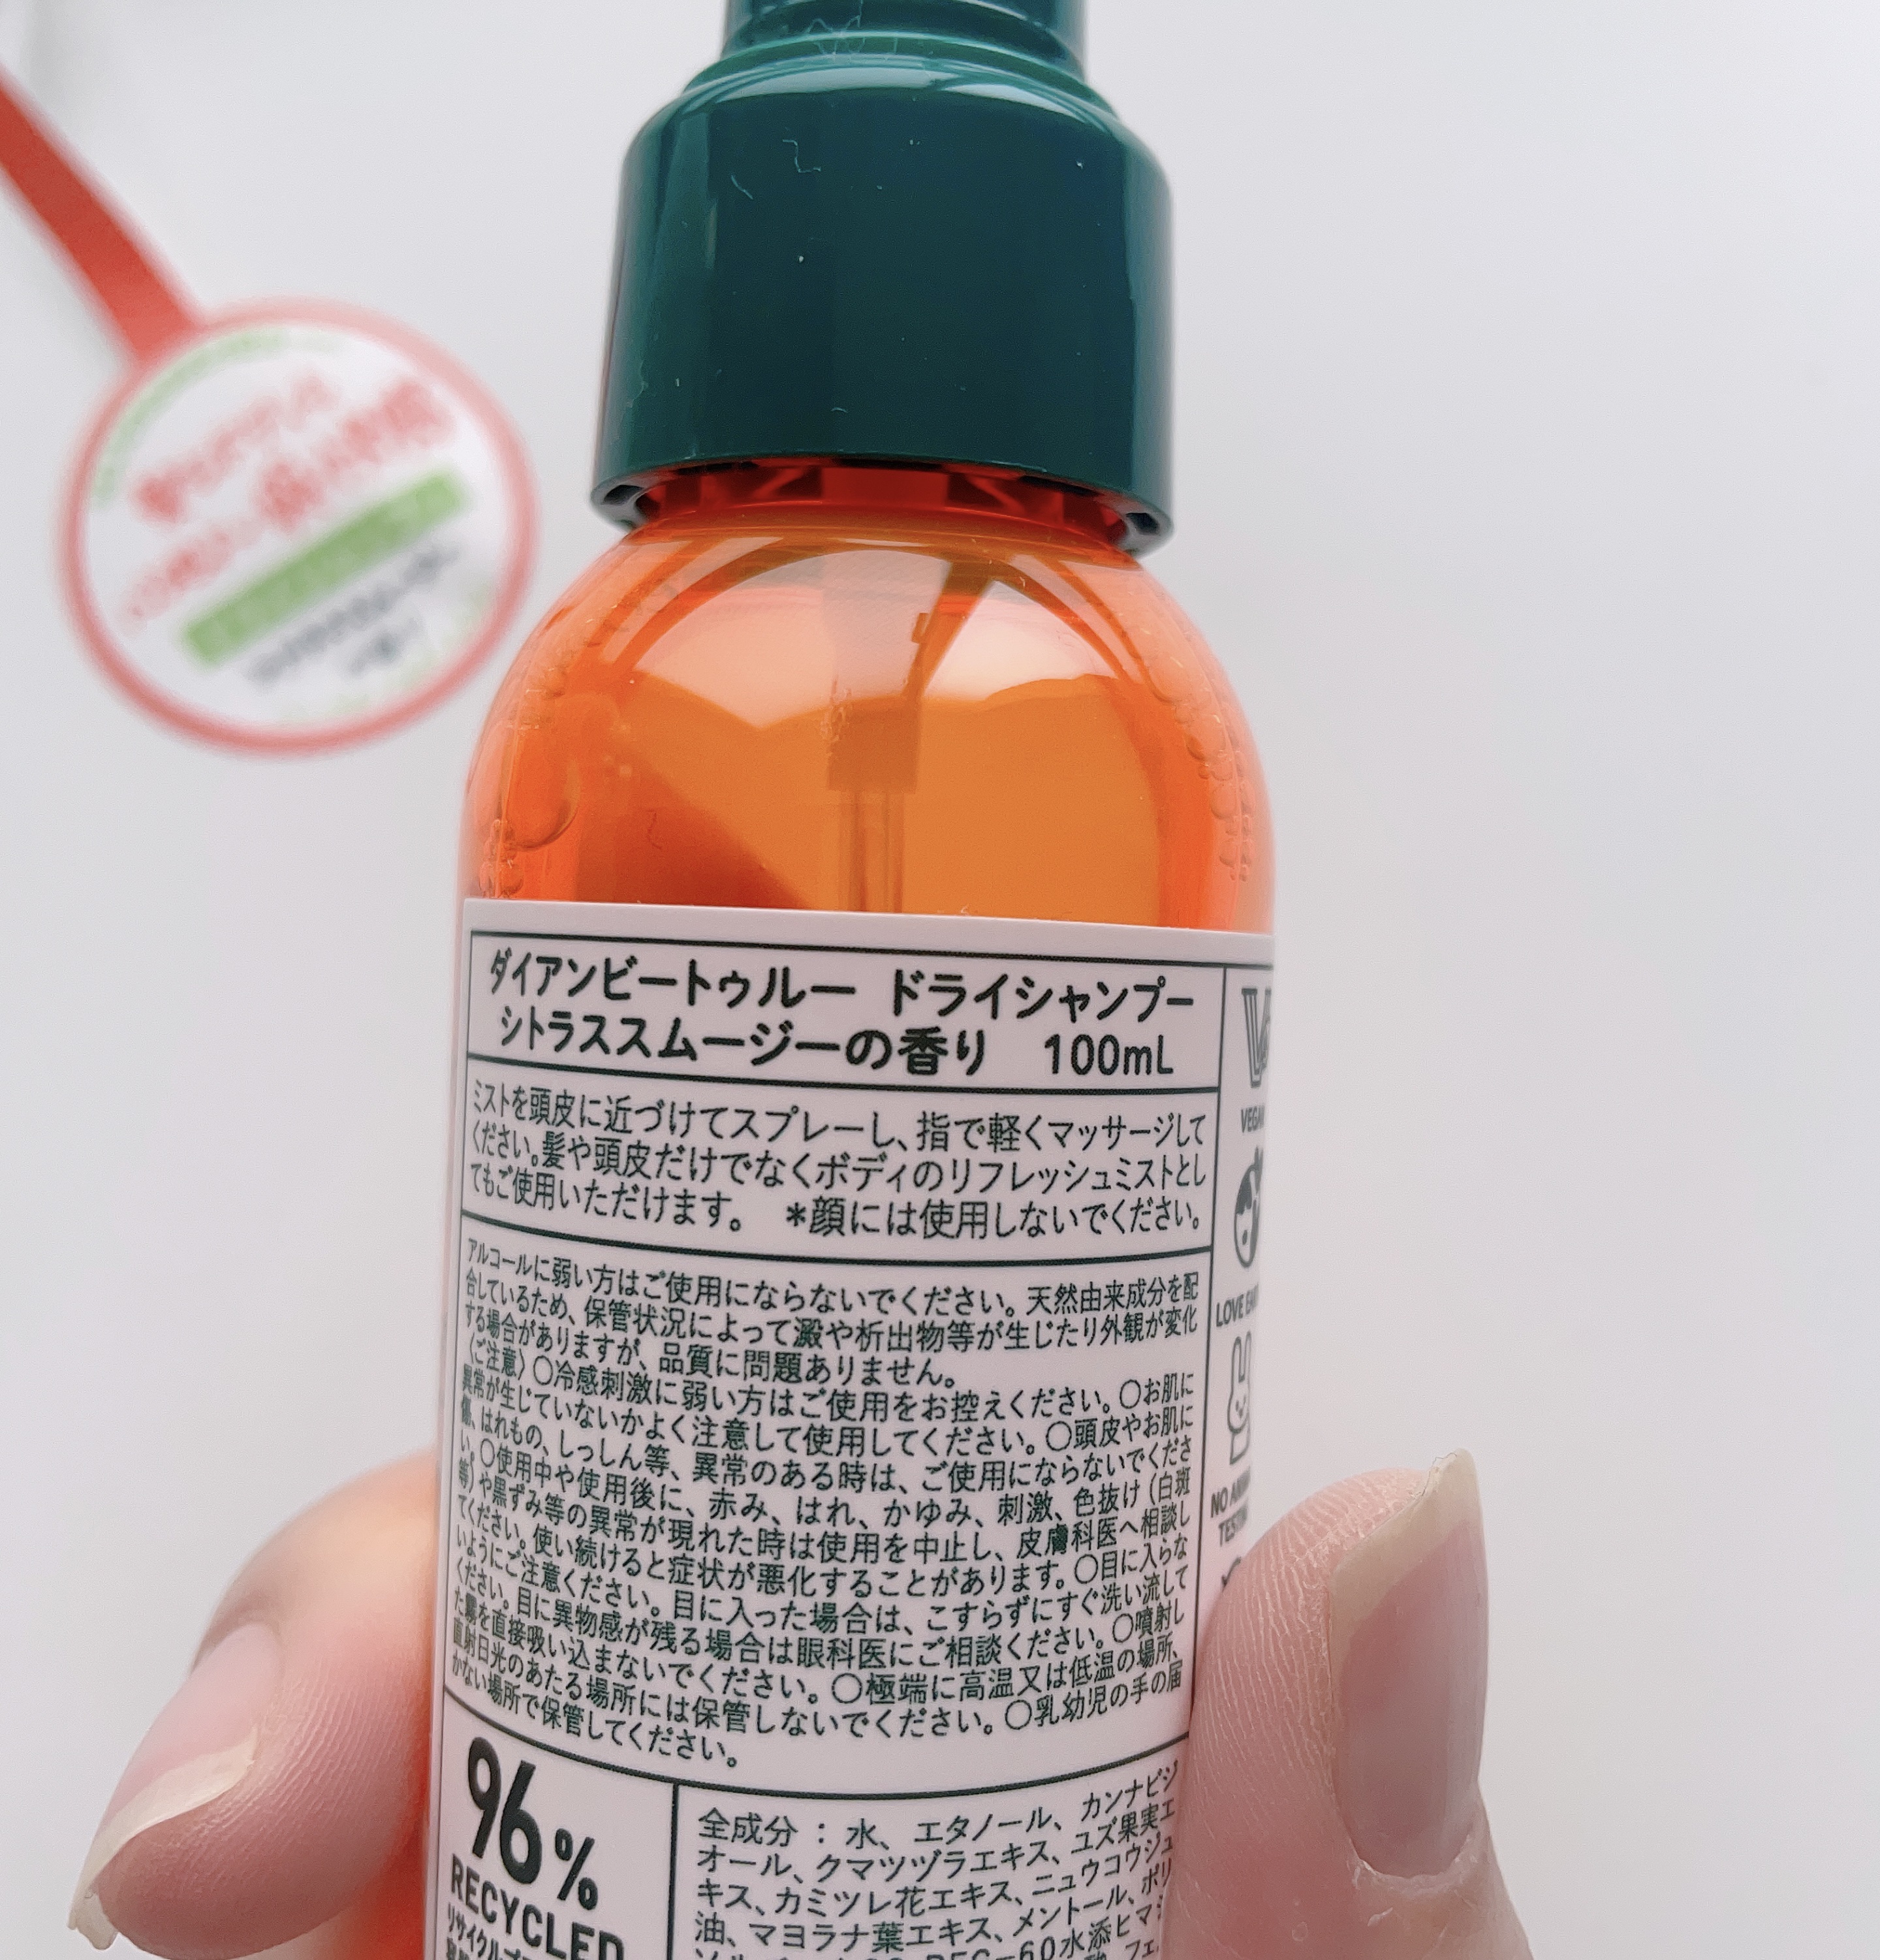 ダイアンビートゥルー ドライシャンプー
シトラススムージーの香り 100mL
ミストを頭皮に近づけてスプレーし、指で軽くマッサージして
ください。髪や頭皮だけでなくボディのリフレッシュミストとし
てもご使用いただけます。 *顔には使用しないでください。
アルコールに弱い方はご使用にならないでください。天然由来成分を配
合しているため、保管状況によって澱や析出物等が生じたり外観が変化
する場合がありますが、品質に問題ありません。
〈ご注意〉○冷感刺激に弱い方はご使用をお控えください。○お肌に
異常が生じていないかよく注意して使用してください。○頭皮やお肌に
傷、はれもの、しっしん等、異常のある時は、ご使用にならないでくださ
い。○使用中や使用後に、赤み、はれ、かゆみ、刺激、色抜け(白斑
等)や黒ずみ等の異常が現れた時は使用を中止し、皮膚科医へ相談し
てください。使い続けると症状が悪化することがあります。○目に入らな
いようにご注意ください。目に入った場合は、こすらずにすぐ洗い流して
ください。目に異物感が残る場合は眼科医にご相談ください。○噴射し
た霧を直接吸い込まないでください。○極端に高温又は低温の場所、
直射日光のあたる場所には保管しないでください。○乳幼児の手の届
かない場所で保管してください。
96%
RECYCLED
全成分:水、エタノール、カンナビジ
オール、クマツヅラエキス、ユズ果実エ
キス、カミツレ花エキス、ニュウコウジュ
油、マヨラナ葉エキス、メントール、ポリ
PEG-60水添ヒマシ
LOVE
NO